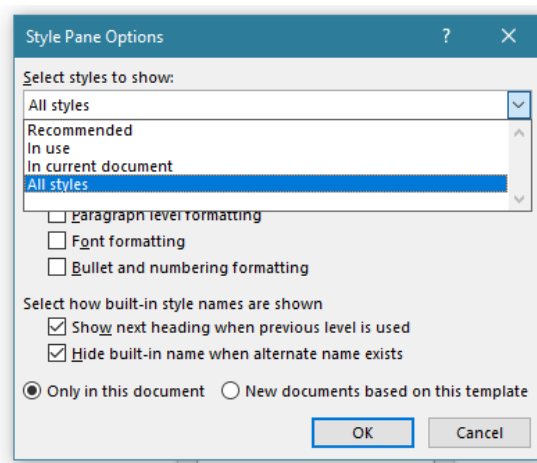 Style Pane Options ?
Select styles to show:
All styles
Recommended
In use
In current document
All styles
Paragraph level formatting
Font formatting
Bullet and numbering formatting
Select how built-in style names are shown
Show next heading when previous level is used
Hide built-in name when alternate name exists
Only in this document New documents based on this template
OK Cancel